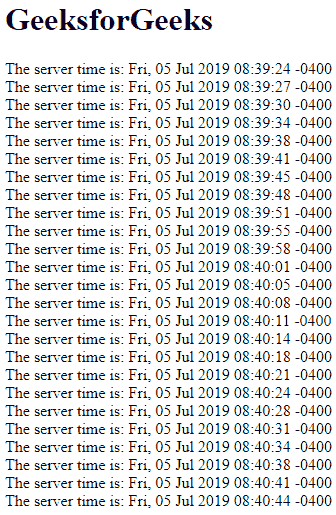 GeeksforGeeks
The server time is: Fri, 05 Jul 2019 08:39:24 -0400
The server time is: Fri, 05 Jul 2019 08:39:27 -0400
The server time is: Fri, 05 Jul 2019 08:39:30 -0400
The server time is: Fri, 05 Jul 2019 08:39:34 -0400
The server time is: Fri, 05 Jul 2019 08:39:38 -0400
The server time is: Fri, 05 Jul 2019 08:39:41 -0400
The server time is: Fri, 05 Jul 2019 08:39:45 -0400
The server time is: Fri, 05 Jul 2019 08:39:48 -0400
The server time is: Fri, 05 Jul 2019 08:39:51 -0400
The server time is: Fri, 05 Jul 2019 08:39:55 -0400
The server time is: Fri, 05 Jul 2019 08:39:58 -0400
The server time is: Fri, 05 Jul 2019 08:40:01 -0400
The server time is: Fri, 05 Jul 2019 08:40:05 -0400
The server time is: Fri, 05 Jul 2019 08:40:08 -0400
The server time is: Fri, 05 Jul 2019 08:40:11 -0400
The server time is: Fri, 05 Jul 2019 08:40:14 -0400
The server time is: Fri, 05 Jul 2019 08:40:18 -0400
The server time is: Fri, 05 Jul 2019 08:40:21 -0400
The server time is: Fri, 05 Jul 2019 08:40:24 -0400
The server time is: Fri, 05 Jul 2019 08:40:28 -0400
The server time is: Fri, 05 Jul 2019 08:40:31 -0400
The server time is: Fri, 05 Jul 2019 08:40:34 -0400
The server time is: Fri, 05 Jul 2019 08:40:38 -0400
The server time is: Fri, 05 Jul 2019 08:40:41 -0400
The server time is: Fri, 05 Jul 2019 08:40:44 -0400